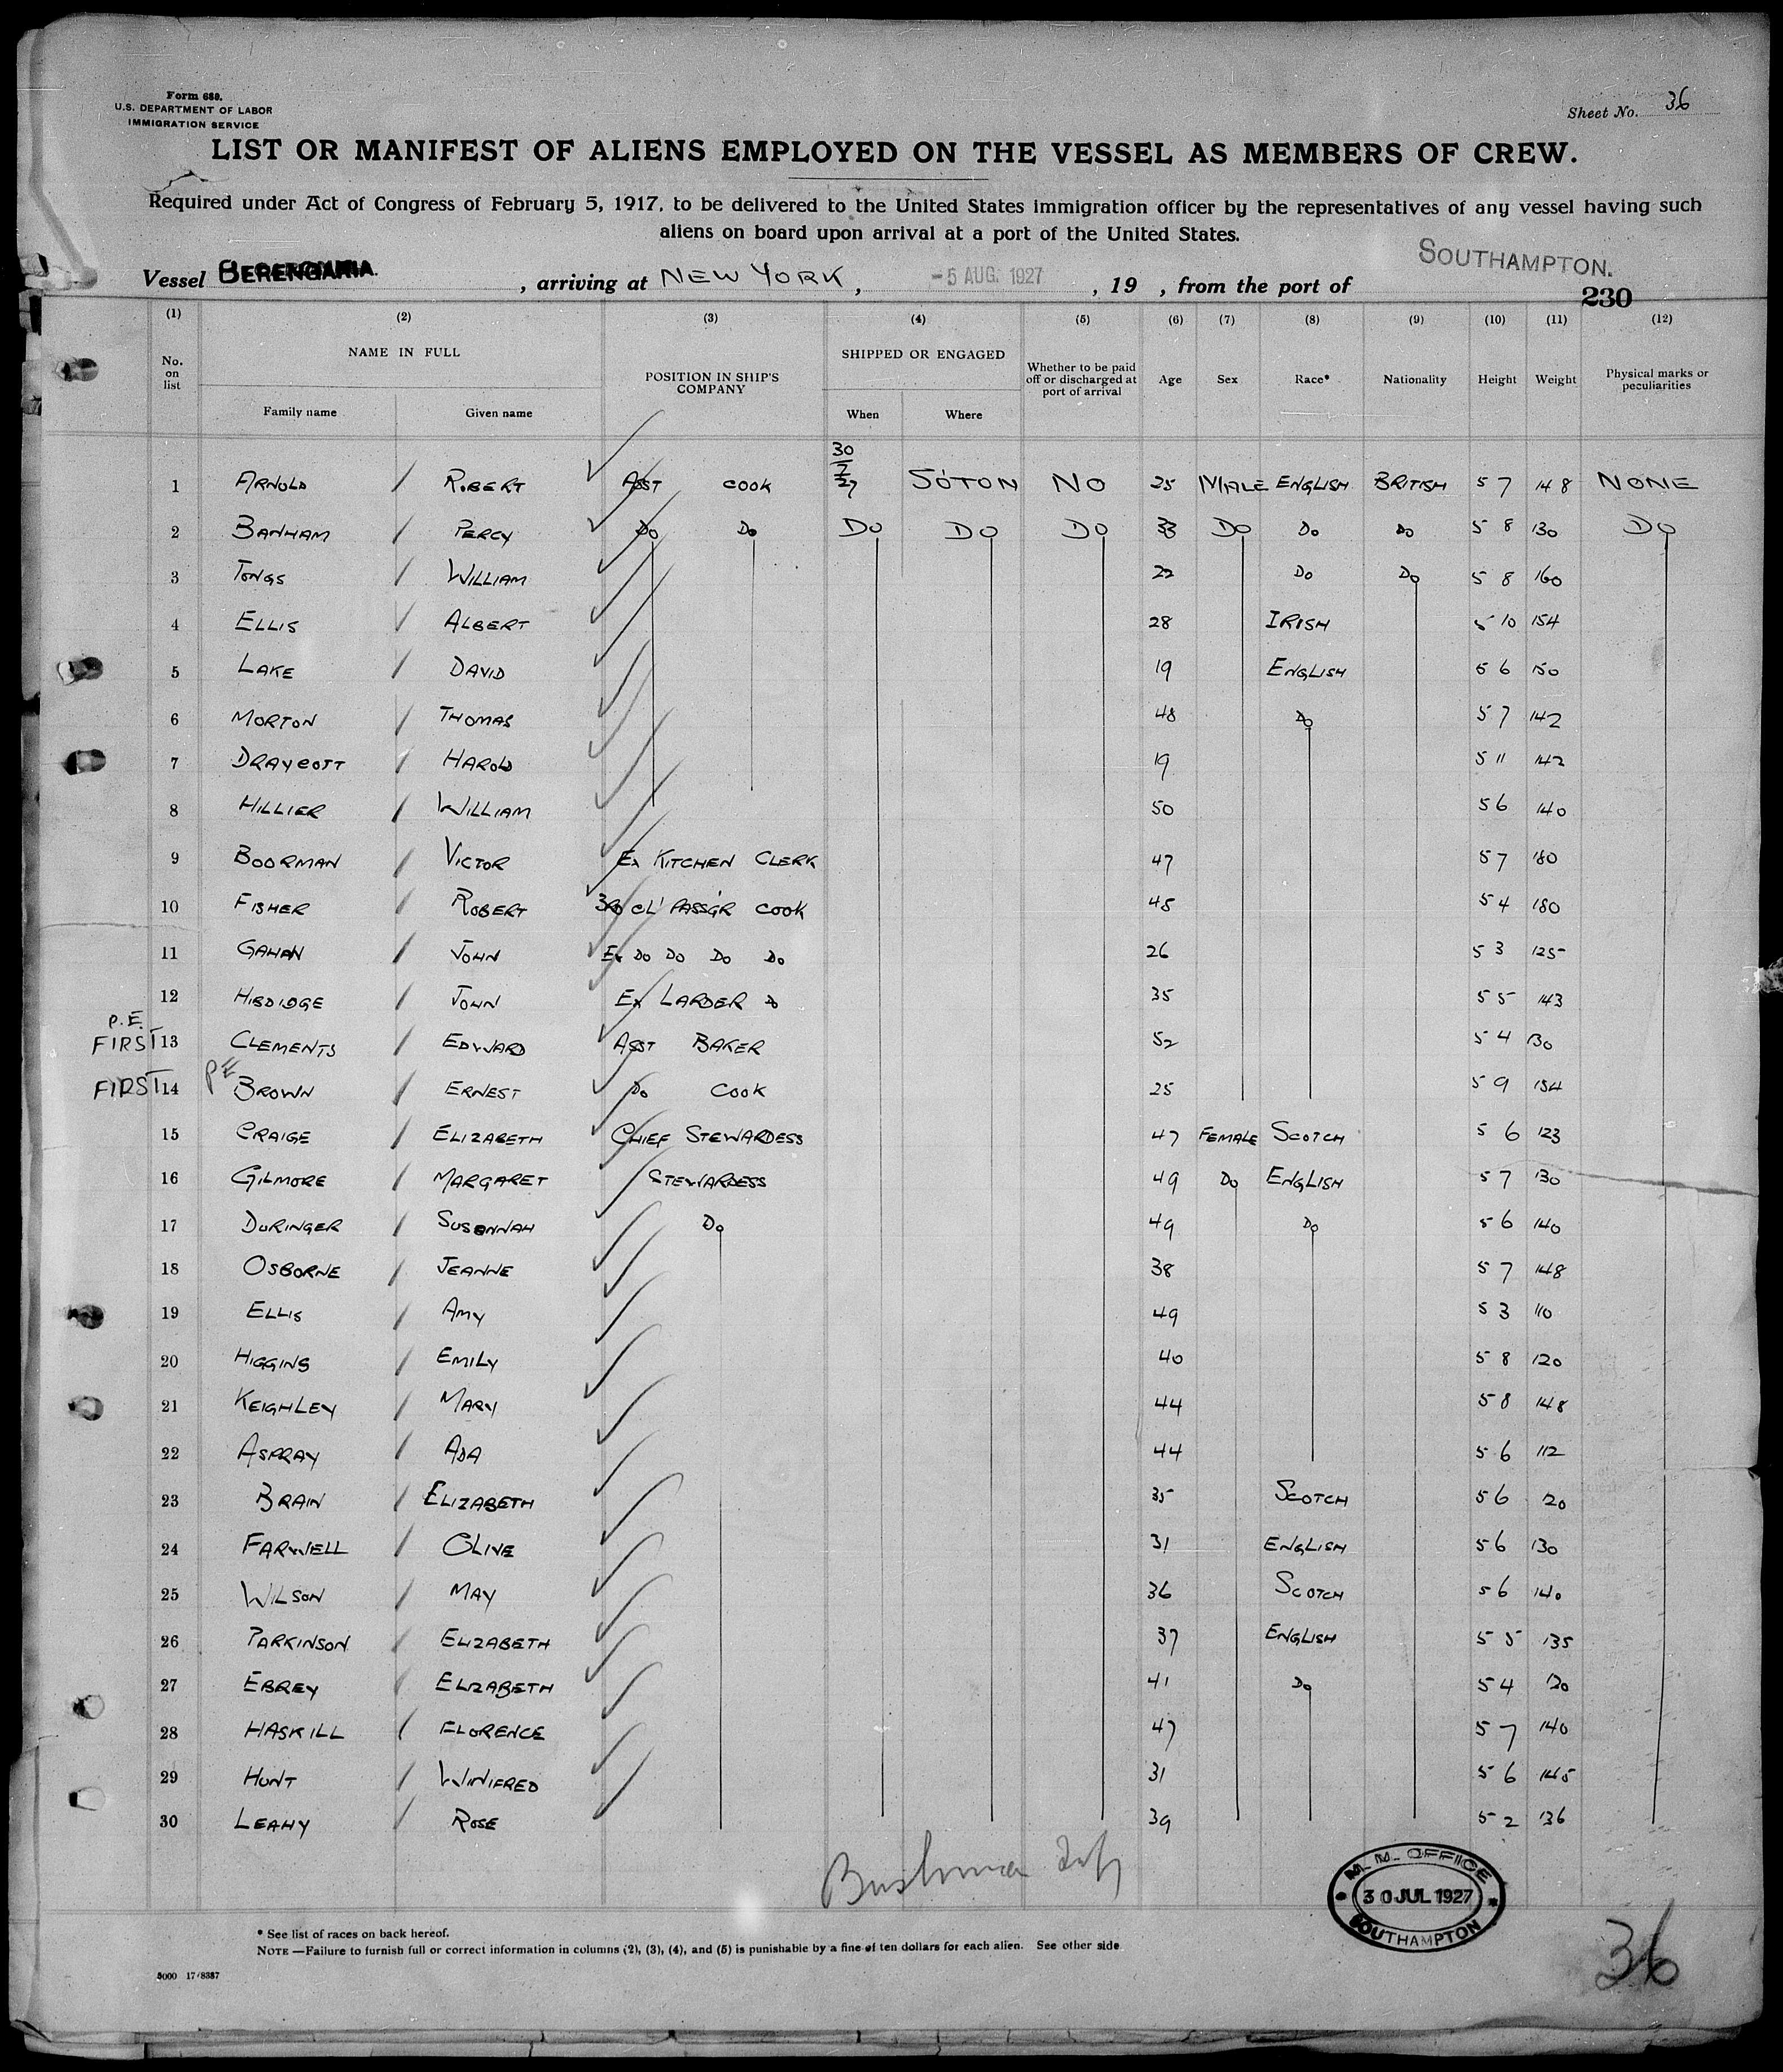 Form 689.
U.S. DEPARTMENT OF LABOR
IMMIGRATION SERVICE
Sheet No. 36
LIST OR MANIFEST OF ALIENS EMPLOYED ON THE VESSEL AS MEMBERS OF CREW.
Required under Act of Congress of February 5, 1917, to be delivered to the United States immigration officer by the representatives of any vessel having such
aliens on board upon arrival at a port of the United States.
Vessel BERENGARIA. , arriving at NEW YORK , -5 AUG. 1927 , 19 , from the port of SOUTHAMPTON.
230
(1) (2) (3) (4) (5) (6) (7) (8) (9) (10) (11) (12)
No. on list NAME IN FULL POSITION IN SHIP'S COMPANY SHIPPED OR ENGAGED Whether to be paid off or discharged at port of arrival Age Sex Race* Nationality Height Weight Physical marks or peculiarities
Family name Given name When Where
1 ARNOLD / ROBERT ASST COOK 30/7/27 SOTON NO 25 MALE ENGLISH BRITISH 5 7 148 NONE
2 BANHAM / PERCY DO DO DO DO DO 33 DO DO DO 5 8 130 DO
3 TONGS / WILLIAM 22 DO DO 5 8 160
4 ELLIS / ALBERT 28 IRISH 5 10 154
5 LAKE / DAVID 19 ENGLISH 5 6 150
6 MORTON / THOMAS 48 DO 5 7 142
7 DRAYCOTT / HAROLD 19 5 11 142
8 HILLIER / WILLIAM 50 5 6 140
9 BOORMAN / VICTOR EX KITCHEN CLERK 47 5 7 180
10 FISHER / ROBERT 3RD CL' PASS'GR COOK 45 5 4 180
11 GAHAN / JOHN EX DO DO DO DO 26 5 3 125
12 / JOHN EX LARDER DO 35 5 5 143
P.E.
FIRST 13 CLEMENTS / EDWARD ASST BAKER 52 5 4 130
FIRST 14 PE BROWN / ERNEST DO COOK 25 5 9 154
15 CRAIGE / ELIZABETH CHIEF STEWARDESS 47 FEMALE SCOTCH 5 6 123
16 GILMORE / MARGARET STEWARDESS 49 DO ENGLISH 5 7 130
17 DURINGER / SUSANNAH DO 49 DO 5 6 140
18 OSBORNE / JEANNE 38 5 7 148
19 ELLIS / AMY 49 5 3 110
20 HIGGINS / EMILY 40 5 8 120
21 KEIGHLEY / MARY 44 5 8 148
22 ASPRAY / ADA 44 5 6 112
23 BRAIN / ELIZABETH 35 SCOTCH 5 6 120
24 FARWELL / OLIVE 31 ENGLISH 5 6 130
25 WILSON / MAY 36 SCOTCH 5 6 140
26 PARKINSON / ELIZABETH 37 ENGLISH 5 5 135
27 EBREY / ELIZABETH 41 DO 5 4 120
28 HASKILL / FLORENCE 47 5 7 140
29 HUNT / WINIFRED 31 5 6 145
30 LEAHY / ROSE 39 5 2 136
M. M. OFFICE
30 JUL 1927
SOUTHAMPTON
* See list of races on back hereof.
NOTE —Failure to furnish full or correct information in columns (2), (3), (4), and (5) is punishable by a fine of ten dollars for each alien. See other side
36
5000 17/8387